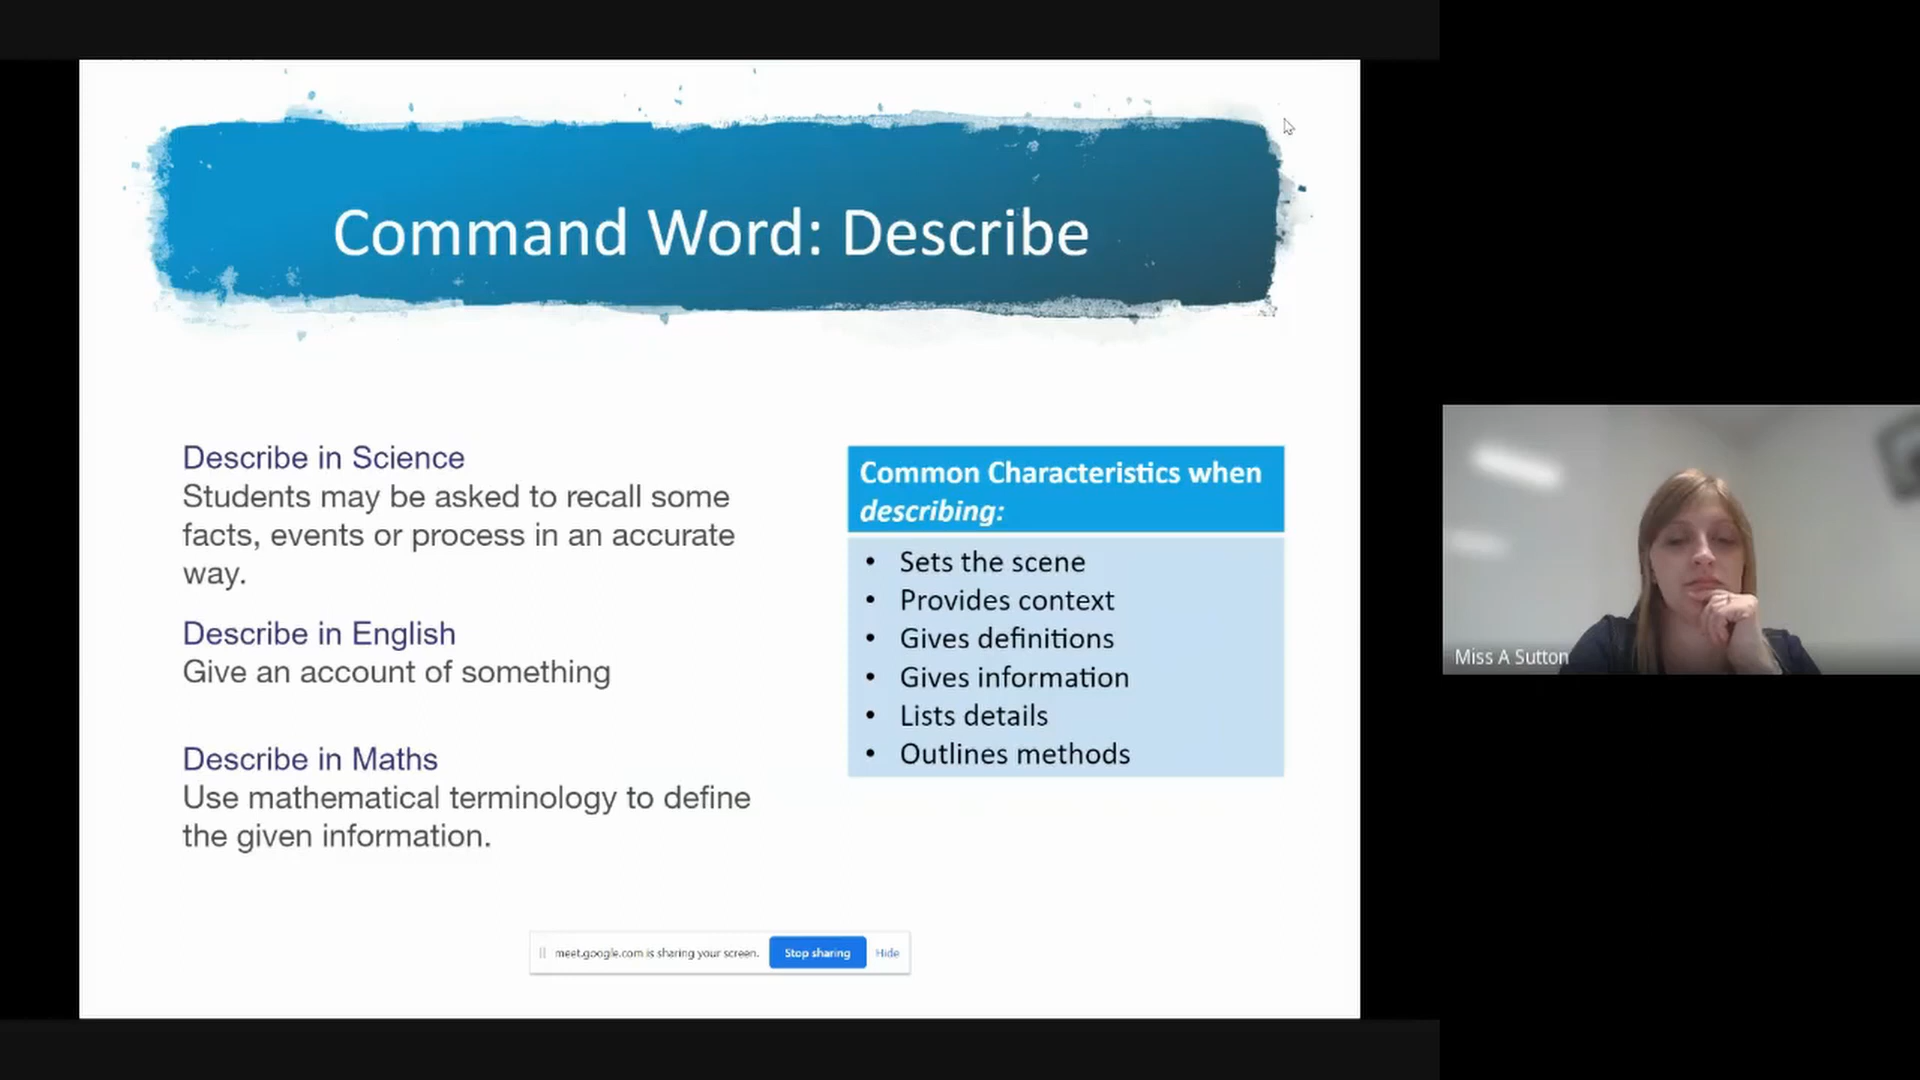 Command Word: Describe
Describe in Science
Students may be asked to recall some
facts, events or process in an accurate
way.
Describe in English
Give an account of something
Describe in Maths
Use mathematical terminology to define
the given information.
Common Characteristics when
describing:
• Sets the scene
• Provides context
• Gives definitions
• Gives information
• Lists details
• Outlines methods
meet.google.com is sharing your screen.
Stop sharing
Hide
Miss A Sutton